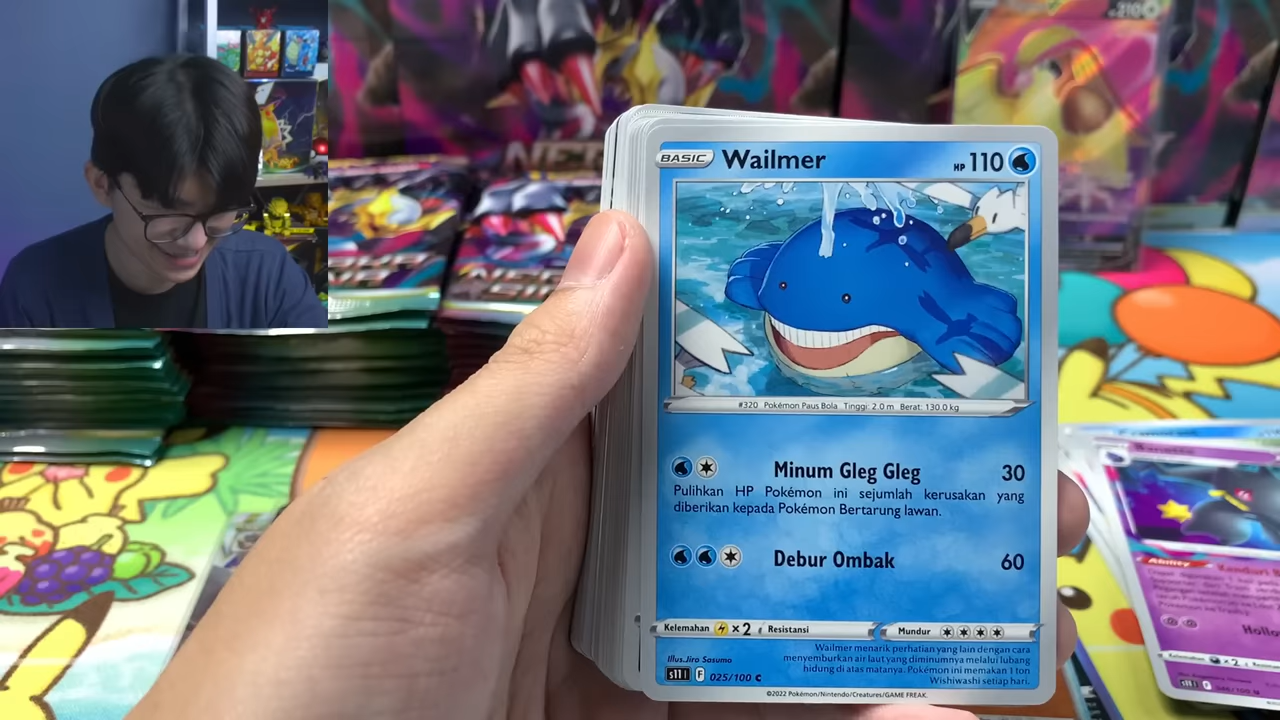 BASIC Wailmer HP 110
#320 Pokémon Paus Bola Tinggi: 2.0 m Berat: 130.0 kg
Minum Gleg Gleg 30
Pulihkan HP Pokémon ini sejumlah kerusakan yang
diberikan kepada Pokémon Bertarung lawan.
Debur Ombak 60
Kelemahan ×2 Resistansi Mundur
Wailmer menarik perhatian yang lain dengan cara
menyemburkan air laut yang diminumnya melalui lubang
hidung di atas matanya. Pokémon ini memakan 1 ton
Wishiwashi setiap hari.
Illus. Jiro Sasumo
s11 I F 025/100 C
©2022 Pokémon/Nintendo/Creatures/GAME FREAK.
Ability
Kelemahan ×2